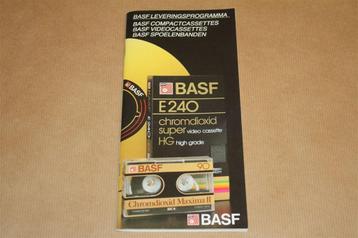 BASF LEVERINGSPROGRAMMA
BASF COMPACTCASSETTES
BASF VIDEOCASSETTES
BASF SPOELENBANDEN
BASF
E240
chromdioxid
super video cassette
HG high grade
BASF
90
Chromdioxid Maxima II
BASF